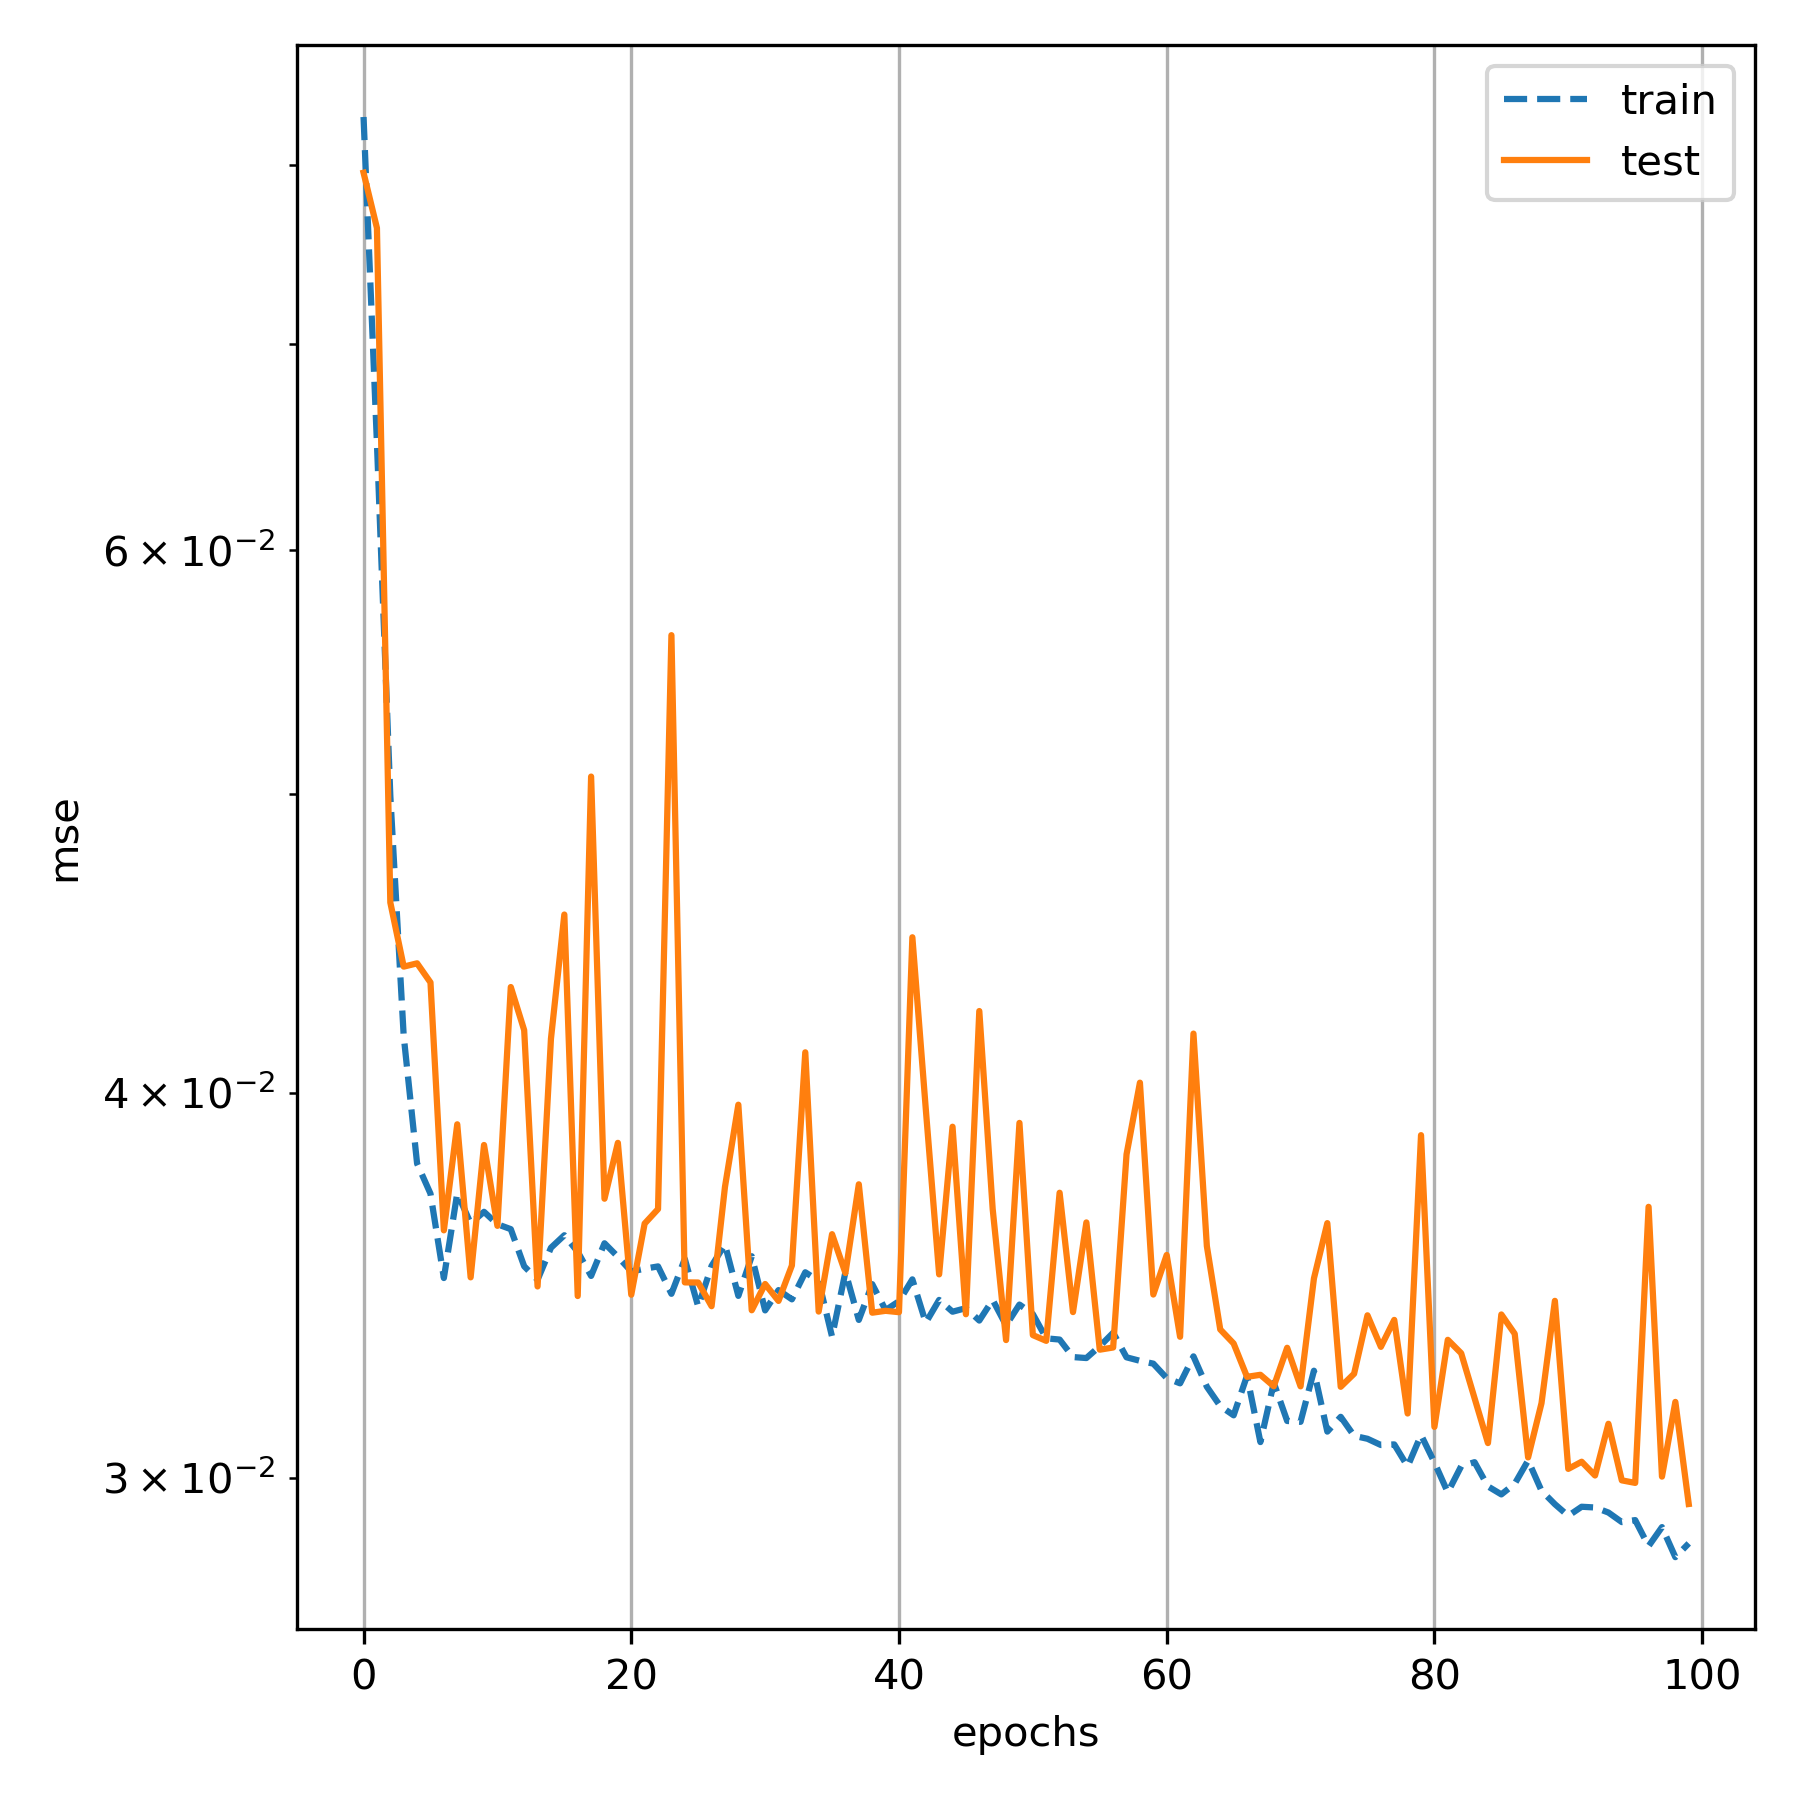 train
test
6 × 10⁻²
4 × 10⁻²
3 × 10⁻²
mse
0 20 40 60 80 100
epochs